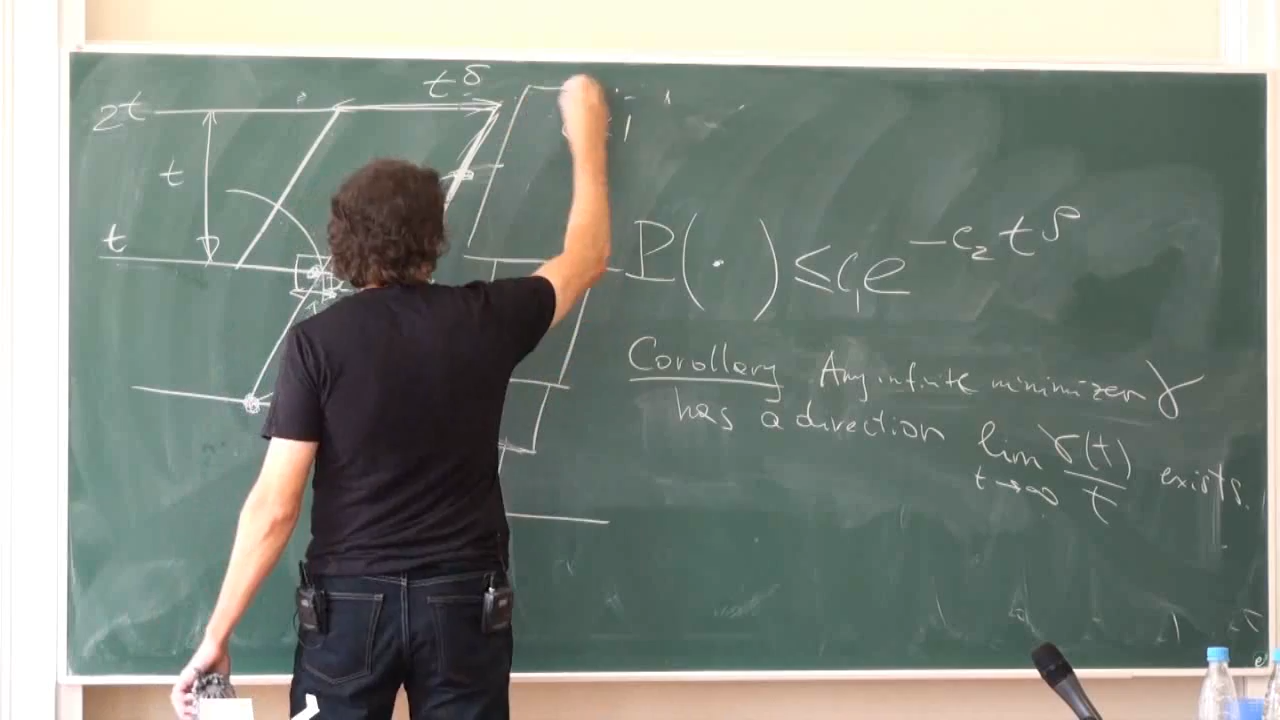 t^δ
2t
t
t
P( · ) ≤ c₁e^{-c₂t^ρ}
Corollary Any infinite minimizer γ
has a direction lim_{t→∞} γ(t)/t exists.